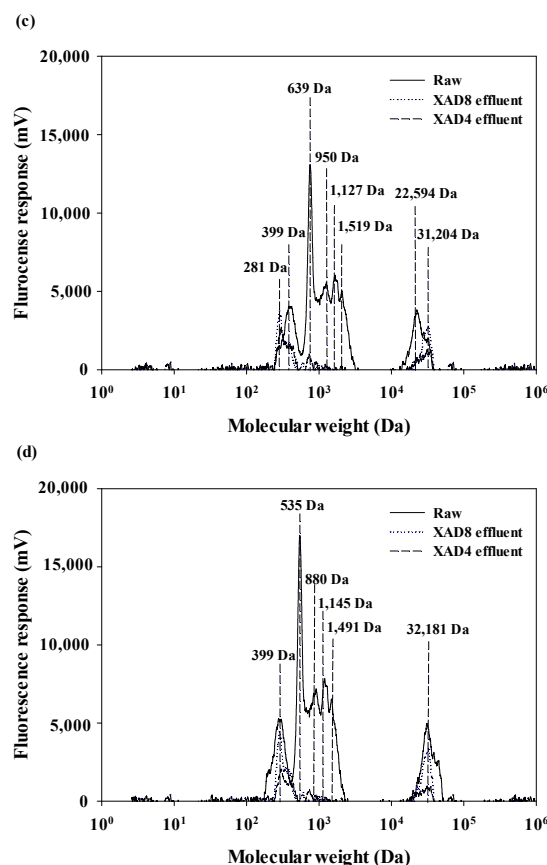 (c)
20,000
15,000
10,000
5,000
0
Flurocense response (mV)
639 Da
950 Da
1,127 Da
1,519 Da
399 Da
281 Da
22,594 Da
31,204 Da
Raw
XAD8 effluent
XAD4 effluent
10^0 10^1 10^2 10^3 10^4 10^5 10^6
Molecular weight (Da)
(d)
20,000
15,000
10,000
5,000
0
Fluorescence response (mV)
535 Da
880 Da
1,145 Da
1,491 Da
399 Da
32,181 Da
Raw
XAD8 effluent
XAD4 effluent
10^0 10^1 10^2 10^3 10^4 10^5 10^6
Molecular weight (Da)